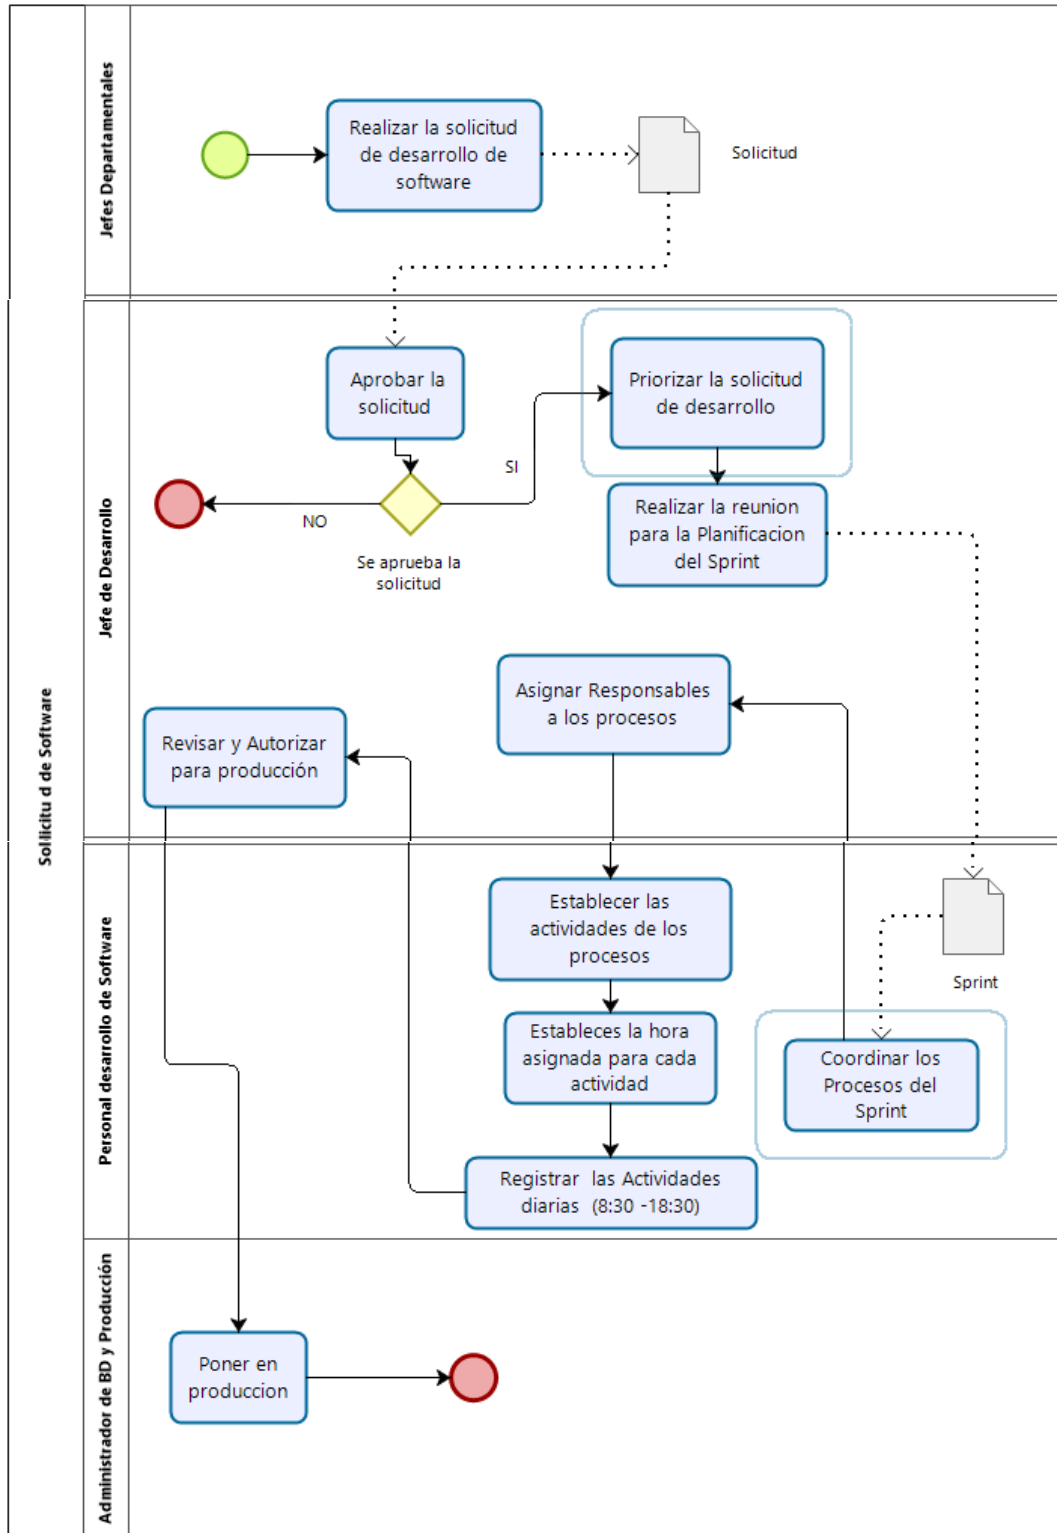 Solilicitu d de Software
Jefes Departamentales
Realizar la solicitud
de desarrollo de
software
Solicitud
Jefe de Desarrollo
Aprobar la
solicitud
Priorizar la solicitud
de desarrollo
SI
NO
Se aprueba la
solicitud
Realizar la reunion
para la Planificacion
del Sprint
Asignar Responsables
a los procesos
Revisar y Autorizar
para producción
Personal desarrollo de Software
Establecer las
actividades de los
procesos
Sprint
Estableces la hora
asignada para cada
actividad
Coordinar los
Procesos del
Sprint
Registrar las Actividades
diarias (8:30 -18:30)
Administrador de BD y Producción
Poner en
produccion